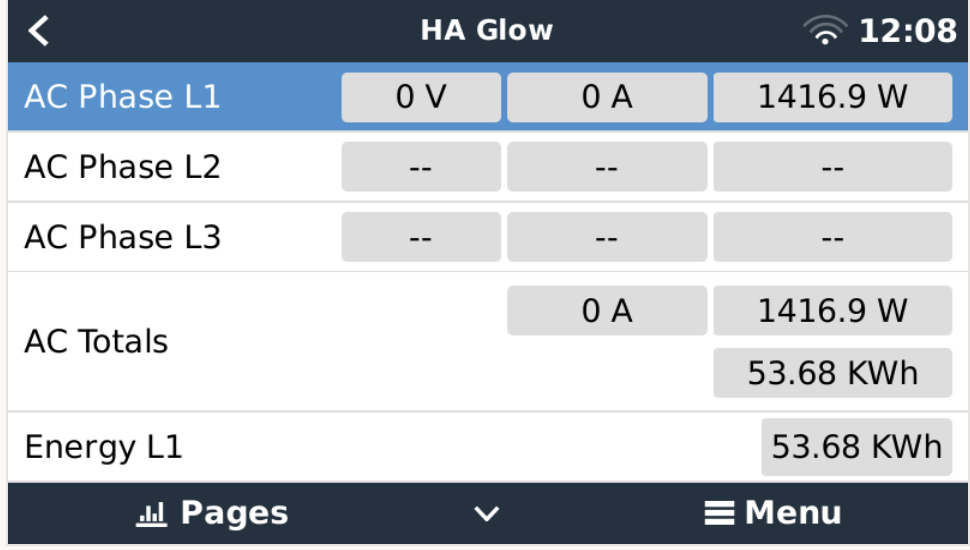 HA Glow 12:08
AC Phase L1 0 V 0 A 1416.9 W
AC Phase L2 -- -- --
AC Phase L3 -- -- --
AC Totals 0 A 1416.9 W
53.68 KWh
Energy L1 53.68 KWh
Pages Menu